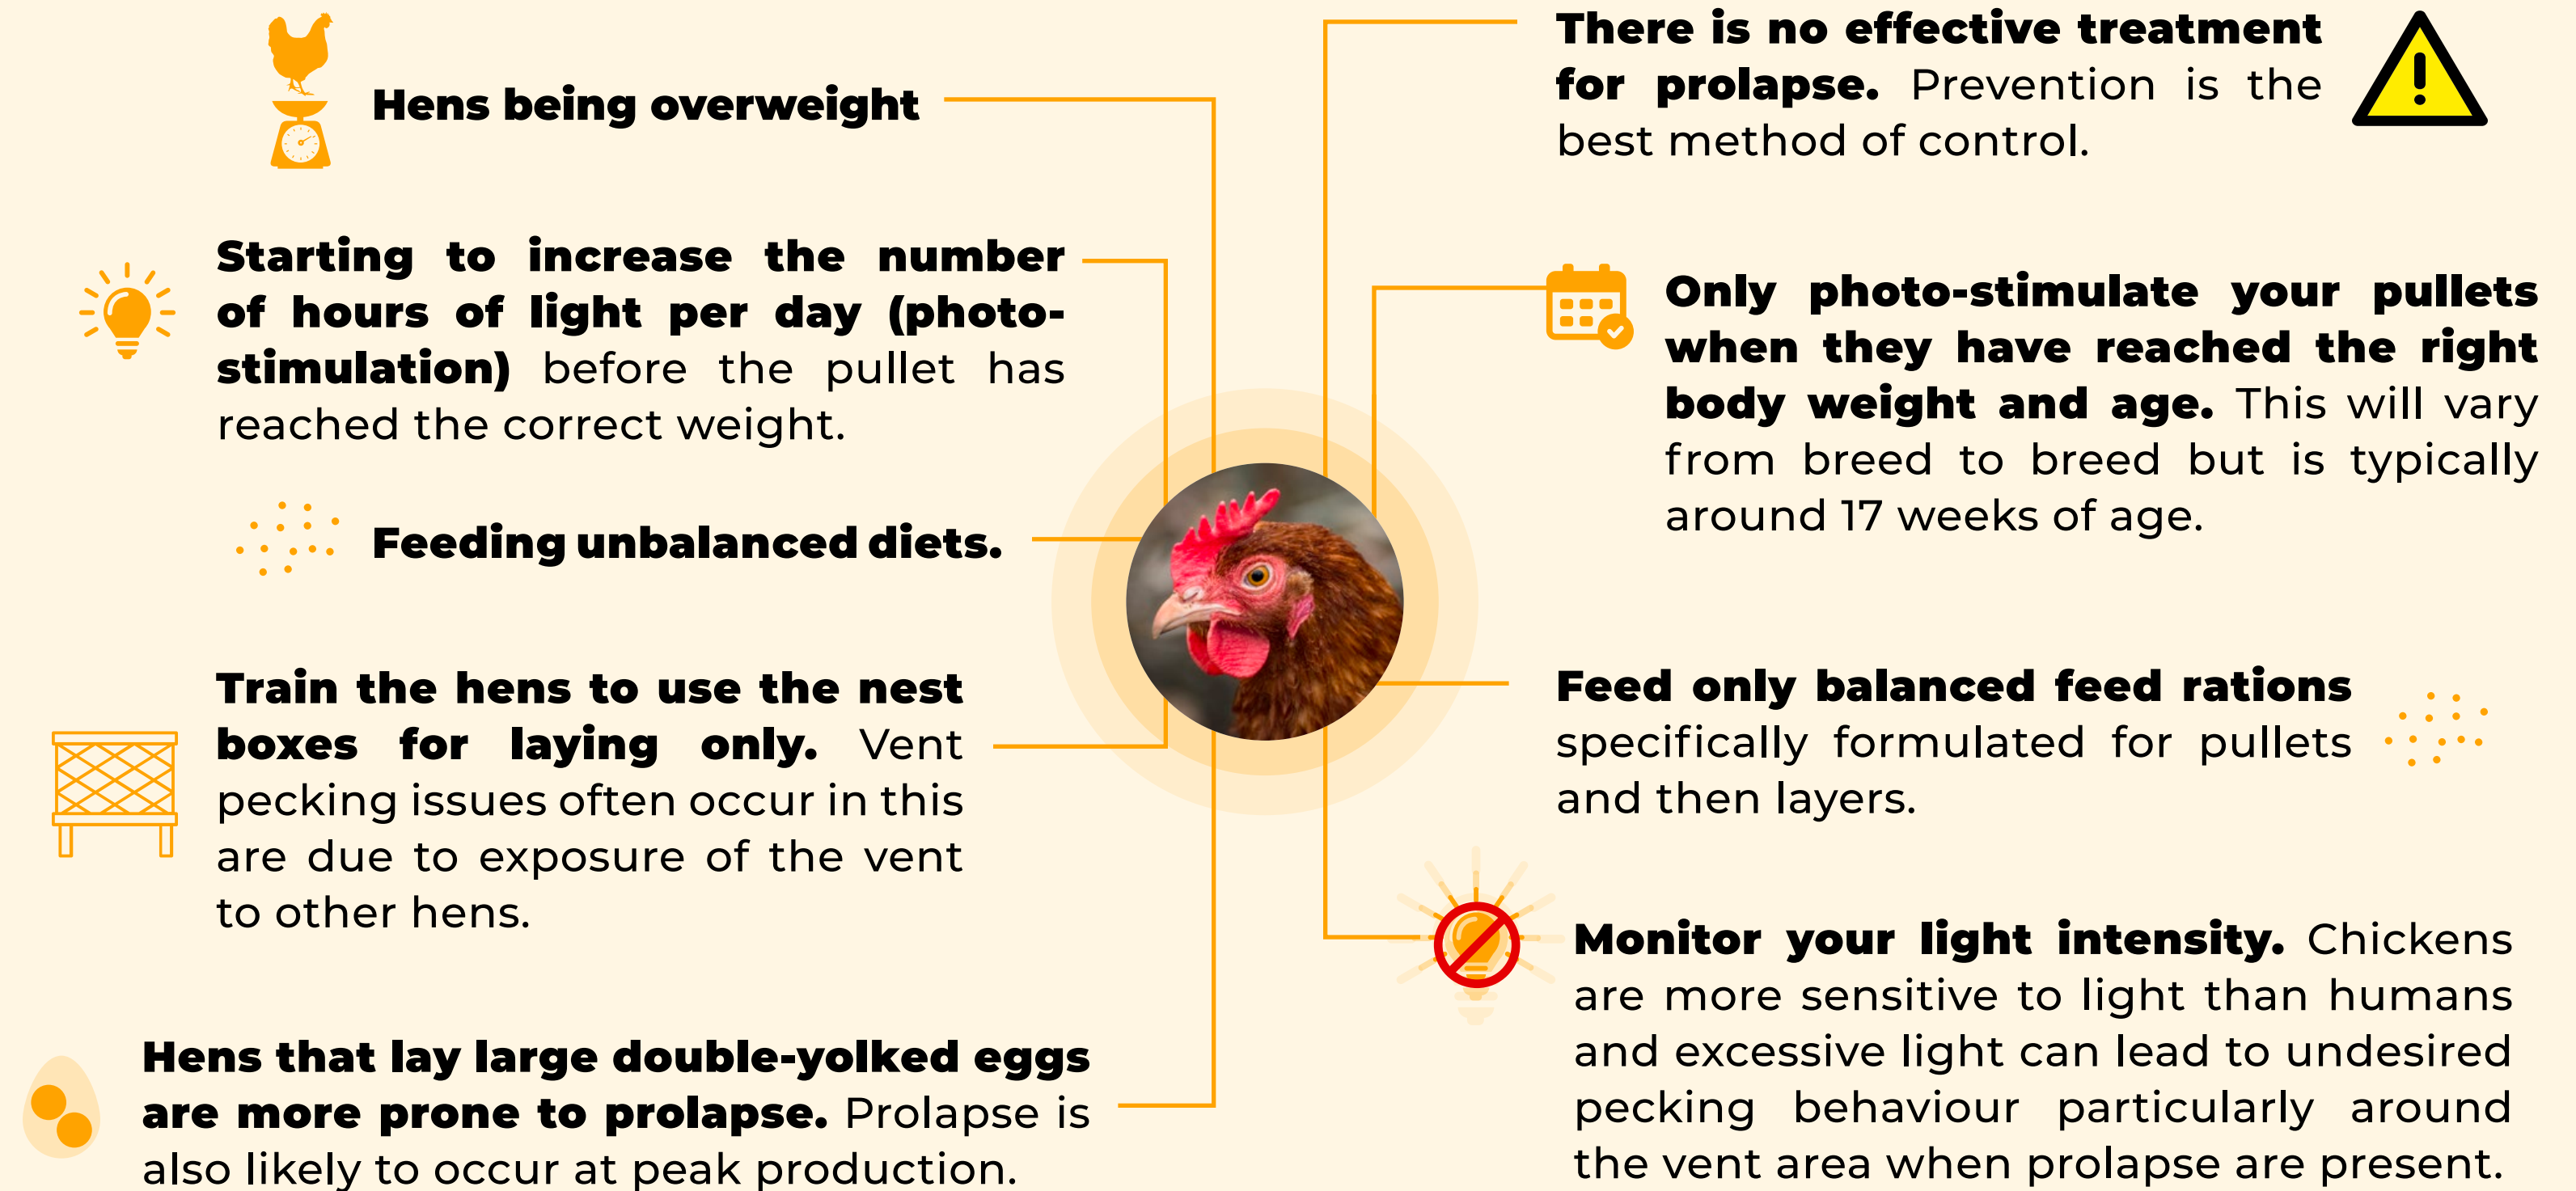 Hens being overweight
Starting to increase the number
of hours of light per day (photo-
stimulation) before the pullet has
reached the correct weight.
Feeding unbalanced diets.
Train the hens to use the nest
boxes for laying only. Vent
pecking issues often occur in this
are due to exposure of the vent
to other hens.
Hens that lay large double-yolked eggs
are more prone to prolapse. Prolapse is
also likely to occur at peak production.
There is no effective treatment
for prolapse. Prevention is the
best method of control.
Only photo-stimulate your pullets
when they have reached the right
body weight and age. This will vary
from breed to breed but is typically
around 17 weeks of age.
Feed only balanced feed rations
specifically formulated for pullets
and then layers.
Monitor your light intensity. Chickens
are more sensitive to light than humans
and excessive light can lead to undesired
pecking behaviour particularly around
the vent area when prolapse are present.